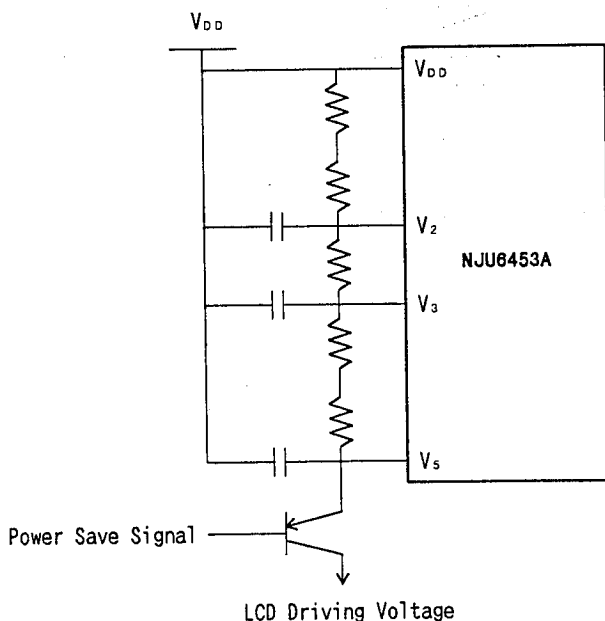 VDD
VDD
V2
NJU6453A
V3
V5
Power Save Signal
LCD Driving Voltage